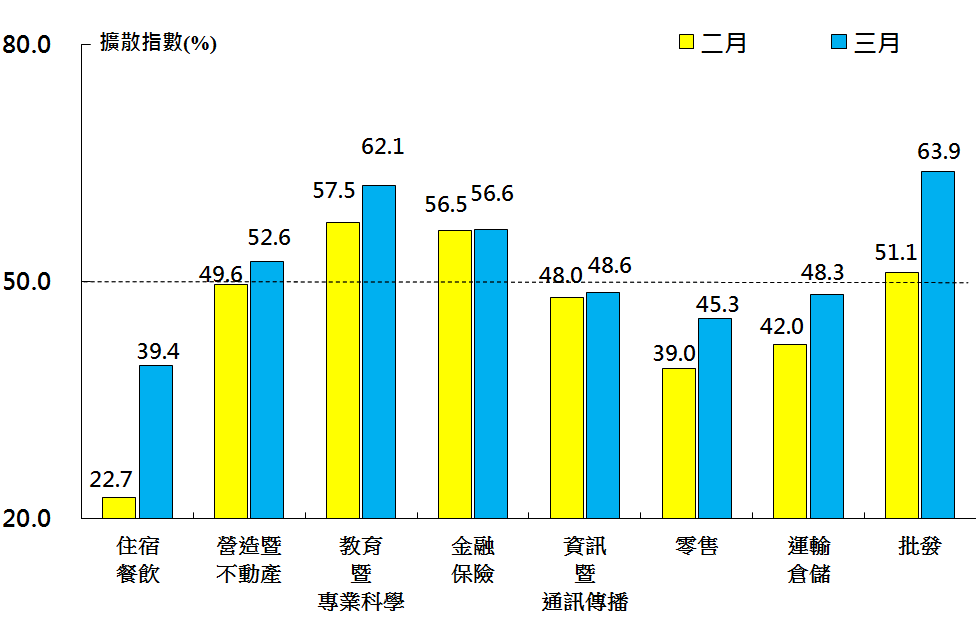 80.0
擴散指數(%)
二月
三月
50.0
20.0
22.7
39.4
49.6
52.6
57.5
62.1
56.5
56.6
48.0
48.6
39.0
45.3
42.0
48.3
51.1
63.9
住宿
餐飲
營造暨
不動產
教育
暨
專業科學
金融
保險
資訊
暨
通訊傳播
零售
運輸
倉儲
批發